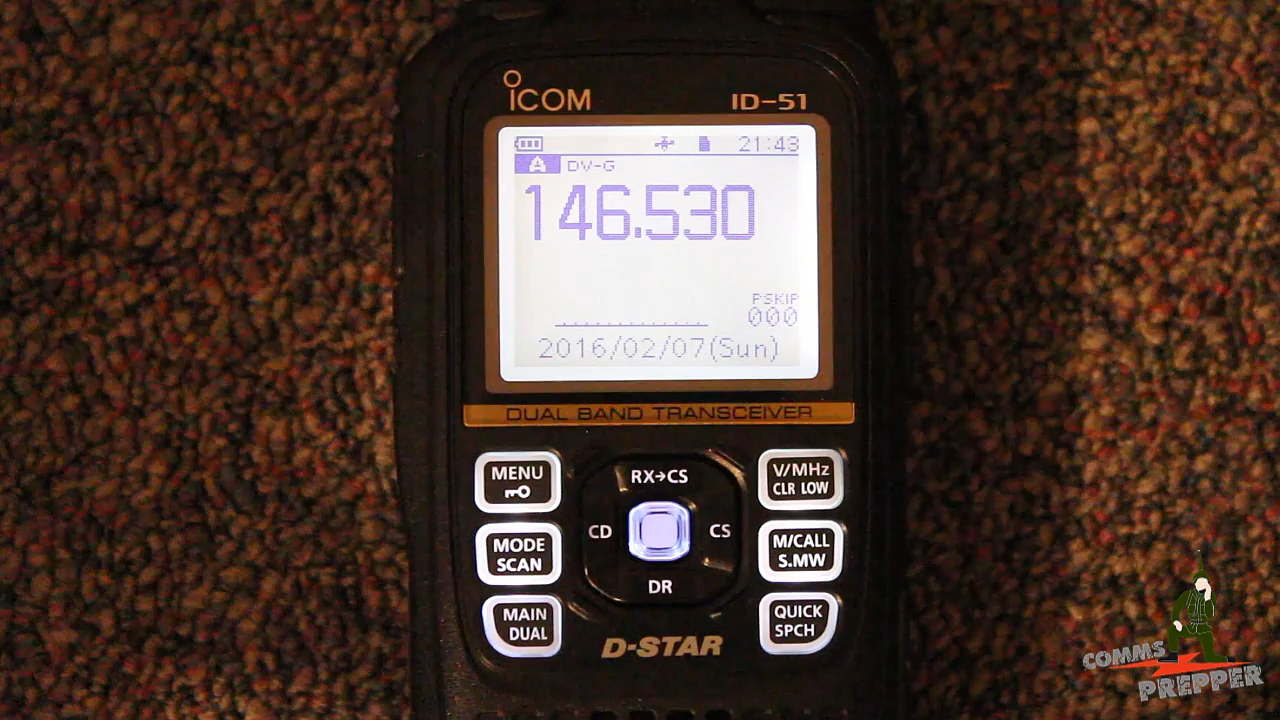 ICOM
ID-51
21:43
A DV-G
146.530
PSKIP
000
2016/02/07(Sun)
DUAL BAND TRANSCEIVER
MENU
RX→CS
V/MHz
CLR LOW
CD
CS
MODE
SCAN
M/CALL
S.MW
DR
MAIN
DUAL
QUICK
SPCH
D-STAR
COMMS
PREPPER